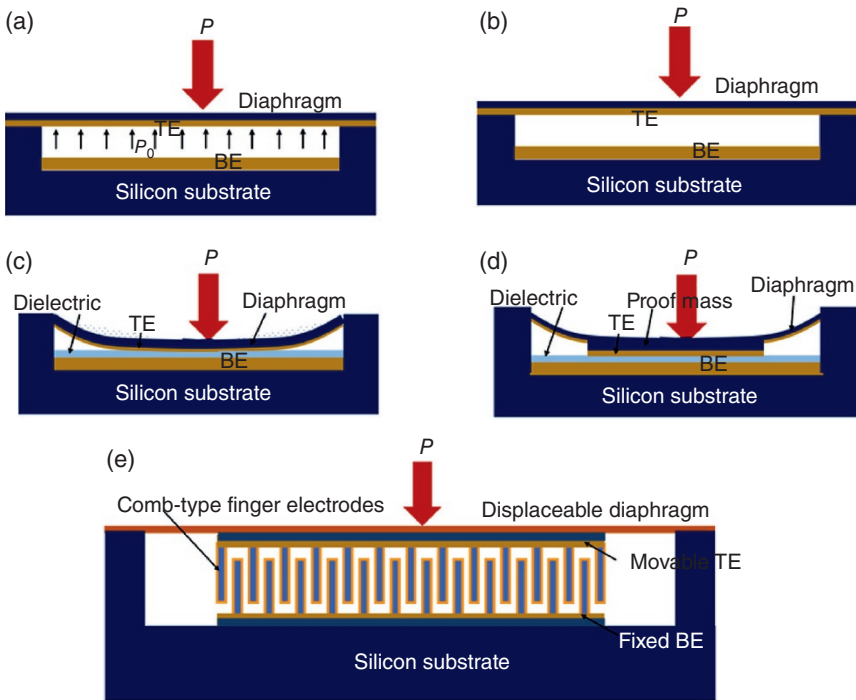 (a)
P
Diaphragm
TE
P0
BE
Silicon substrate
(b)
P
Diaphragm
TE
BE
Silicon substrate
(c)
P
Dielectric
TE
Diaphragm
BE
Silicon substrate
(d)
P
Diaphragm
Dielectric
Proof mass
TE
BE
Silicon substrate
(e)
P
Comb-type finger electrodes
Displaceable diaphragm
Movable TE
Fixed BE
Silicon substrate